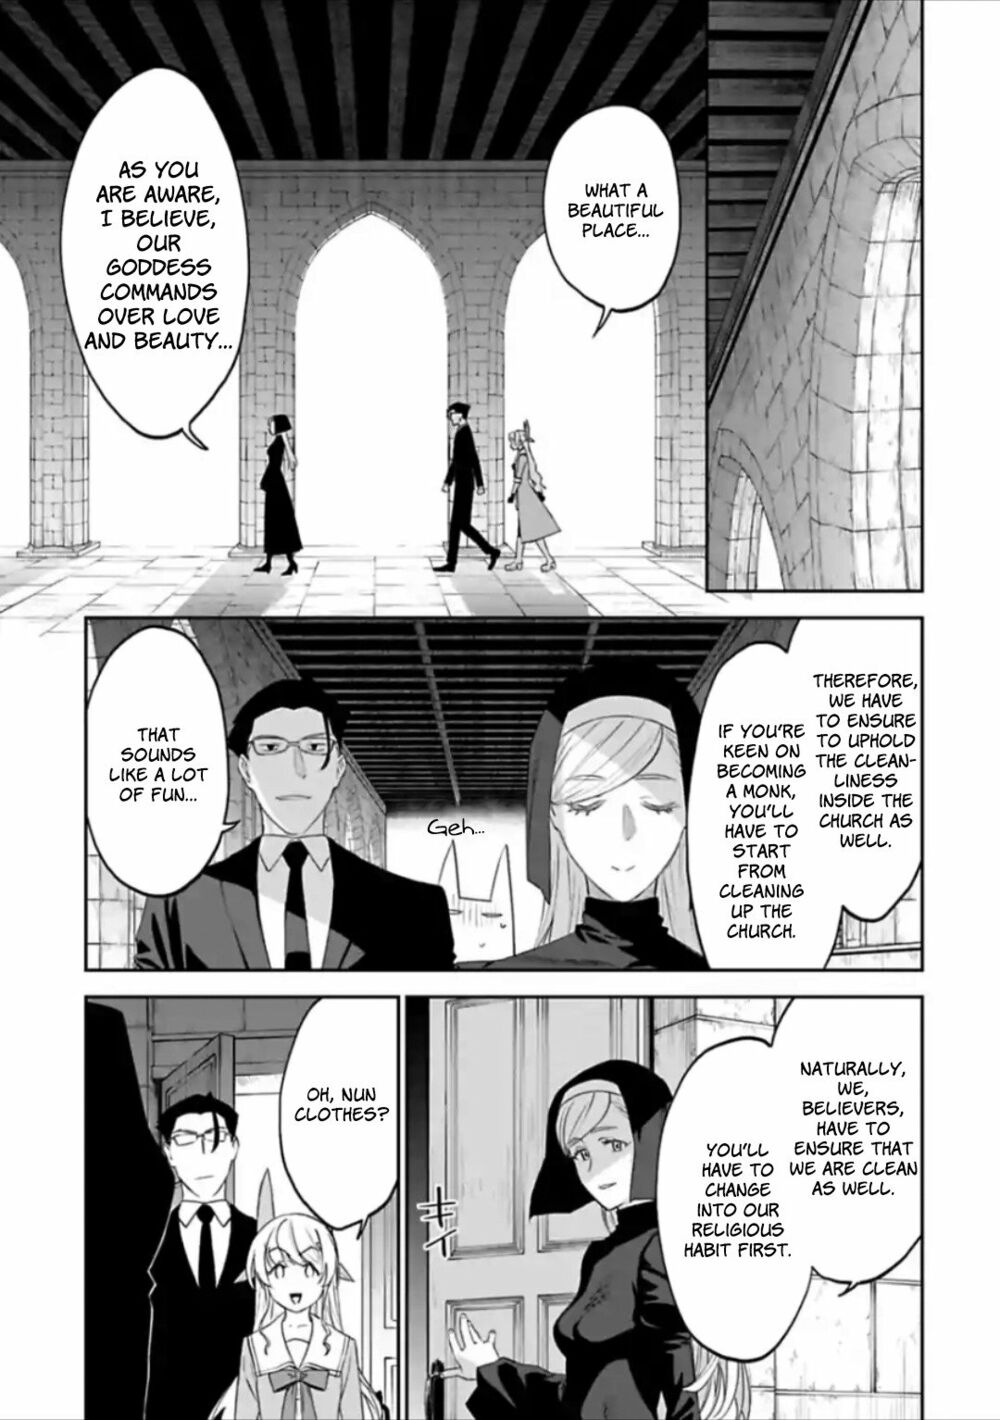 WHAT A
BEAUTIFUL
PLACE...
AS YOU
ARE AWARE,
I BELIEVE,
OUR
GODDESS
COMMANDS
OVER LOVE
AND BEAUTY...
THEREFORE,
WE HAVE
TO ENSURE
TO UPHOLD
THE CLEAN-
LINESS
INSIDE THE
CHURCH AS
WELL.
IF YOU'RE
KEEN ON
BECOMING
A MONK,
YOU'LL
HAVE TO
START
FROM
CLEANING
UP THE
CHURCH.
Geh...
THAT
SOUNDS
LIKE A LOT
OF FUN...
NATURALLY,
WE,
BELIEVERS,
HAVE TO
ENSURE THAT
WE ARE CLEAN
AS WELL.
YOU'LL
HAVE TO
CHANGE
INTO OUR
RELIGIOUS
HABIT FIRST.
キィ
OH, NUN
CLOTHES?